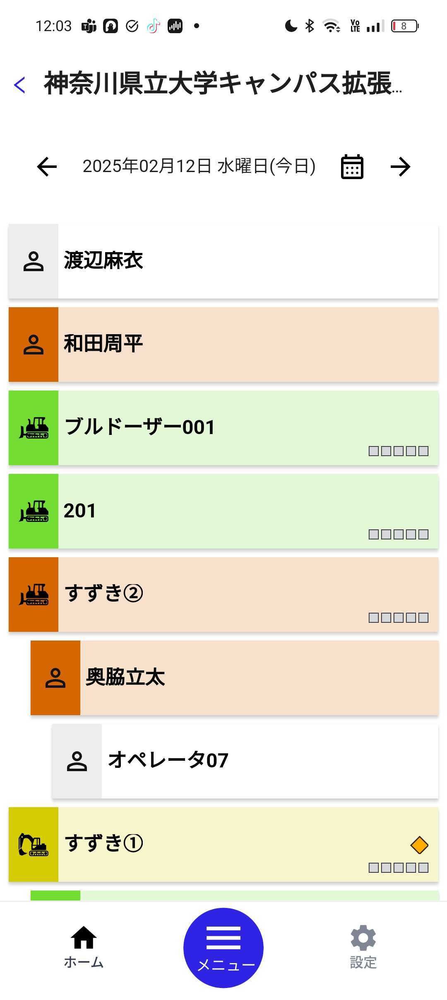 12:03
VoLTE
8
神奈川県立大学キャンパス拡張...
2025年02月12日 水曜日(今日)
渡辺麻衣
和田周平
ブルドーザー001
201
すずき②
奥脇立太
オペレータ07
すずき①
ホーム
メニュー
設定